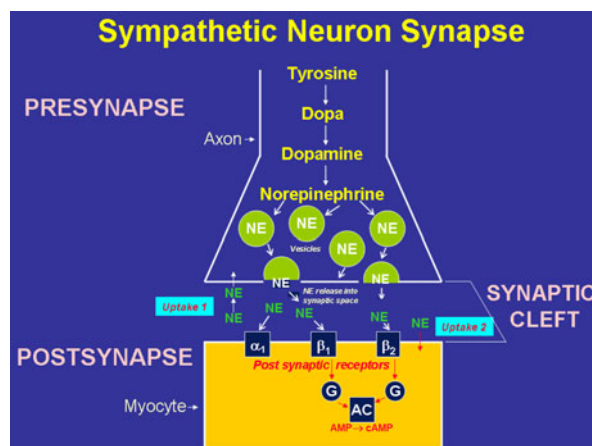 Sympathetic Neuron Synapse
Tyrosine
PRESYNAPSE
Dopa
Axon
Dopamine
Norepinephrine
NE
NE
NE
Vesicles
NE
NE
NE
NE release into
synaptic space
NE
Uptake 1
NE
NE
NE
NE
NE
Uptake 2
SYNAPTIC
CLEFT
POSTSYNAPSE
α1
β1
β2
Post synaptic receptors
G
G
Myocyte
AC
AMP → cAMP